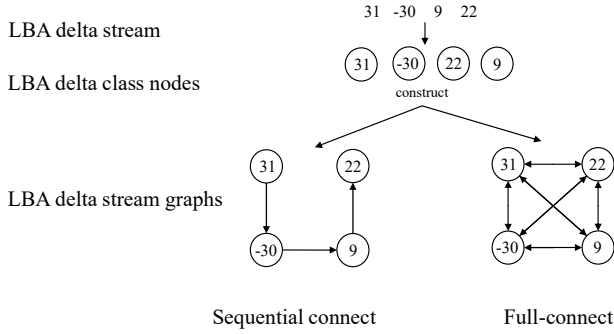 31 -30 9 22
LBA delta stream
31 -30 22 9
LBA delta class nodes
construct
31 22 31 22
LBA delta stream graphs
-30 9 -30 9
Sequential connect Full-connect